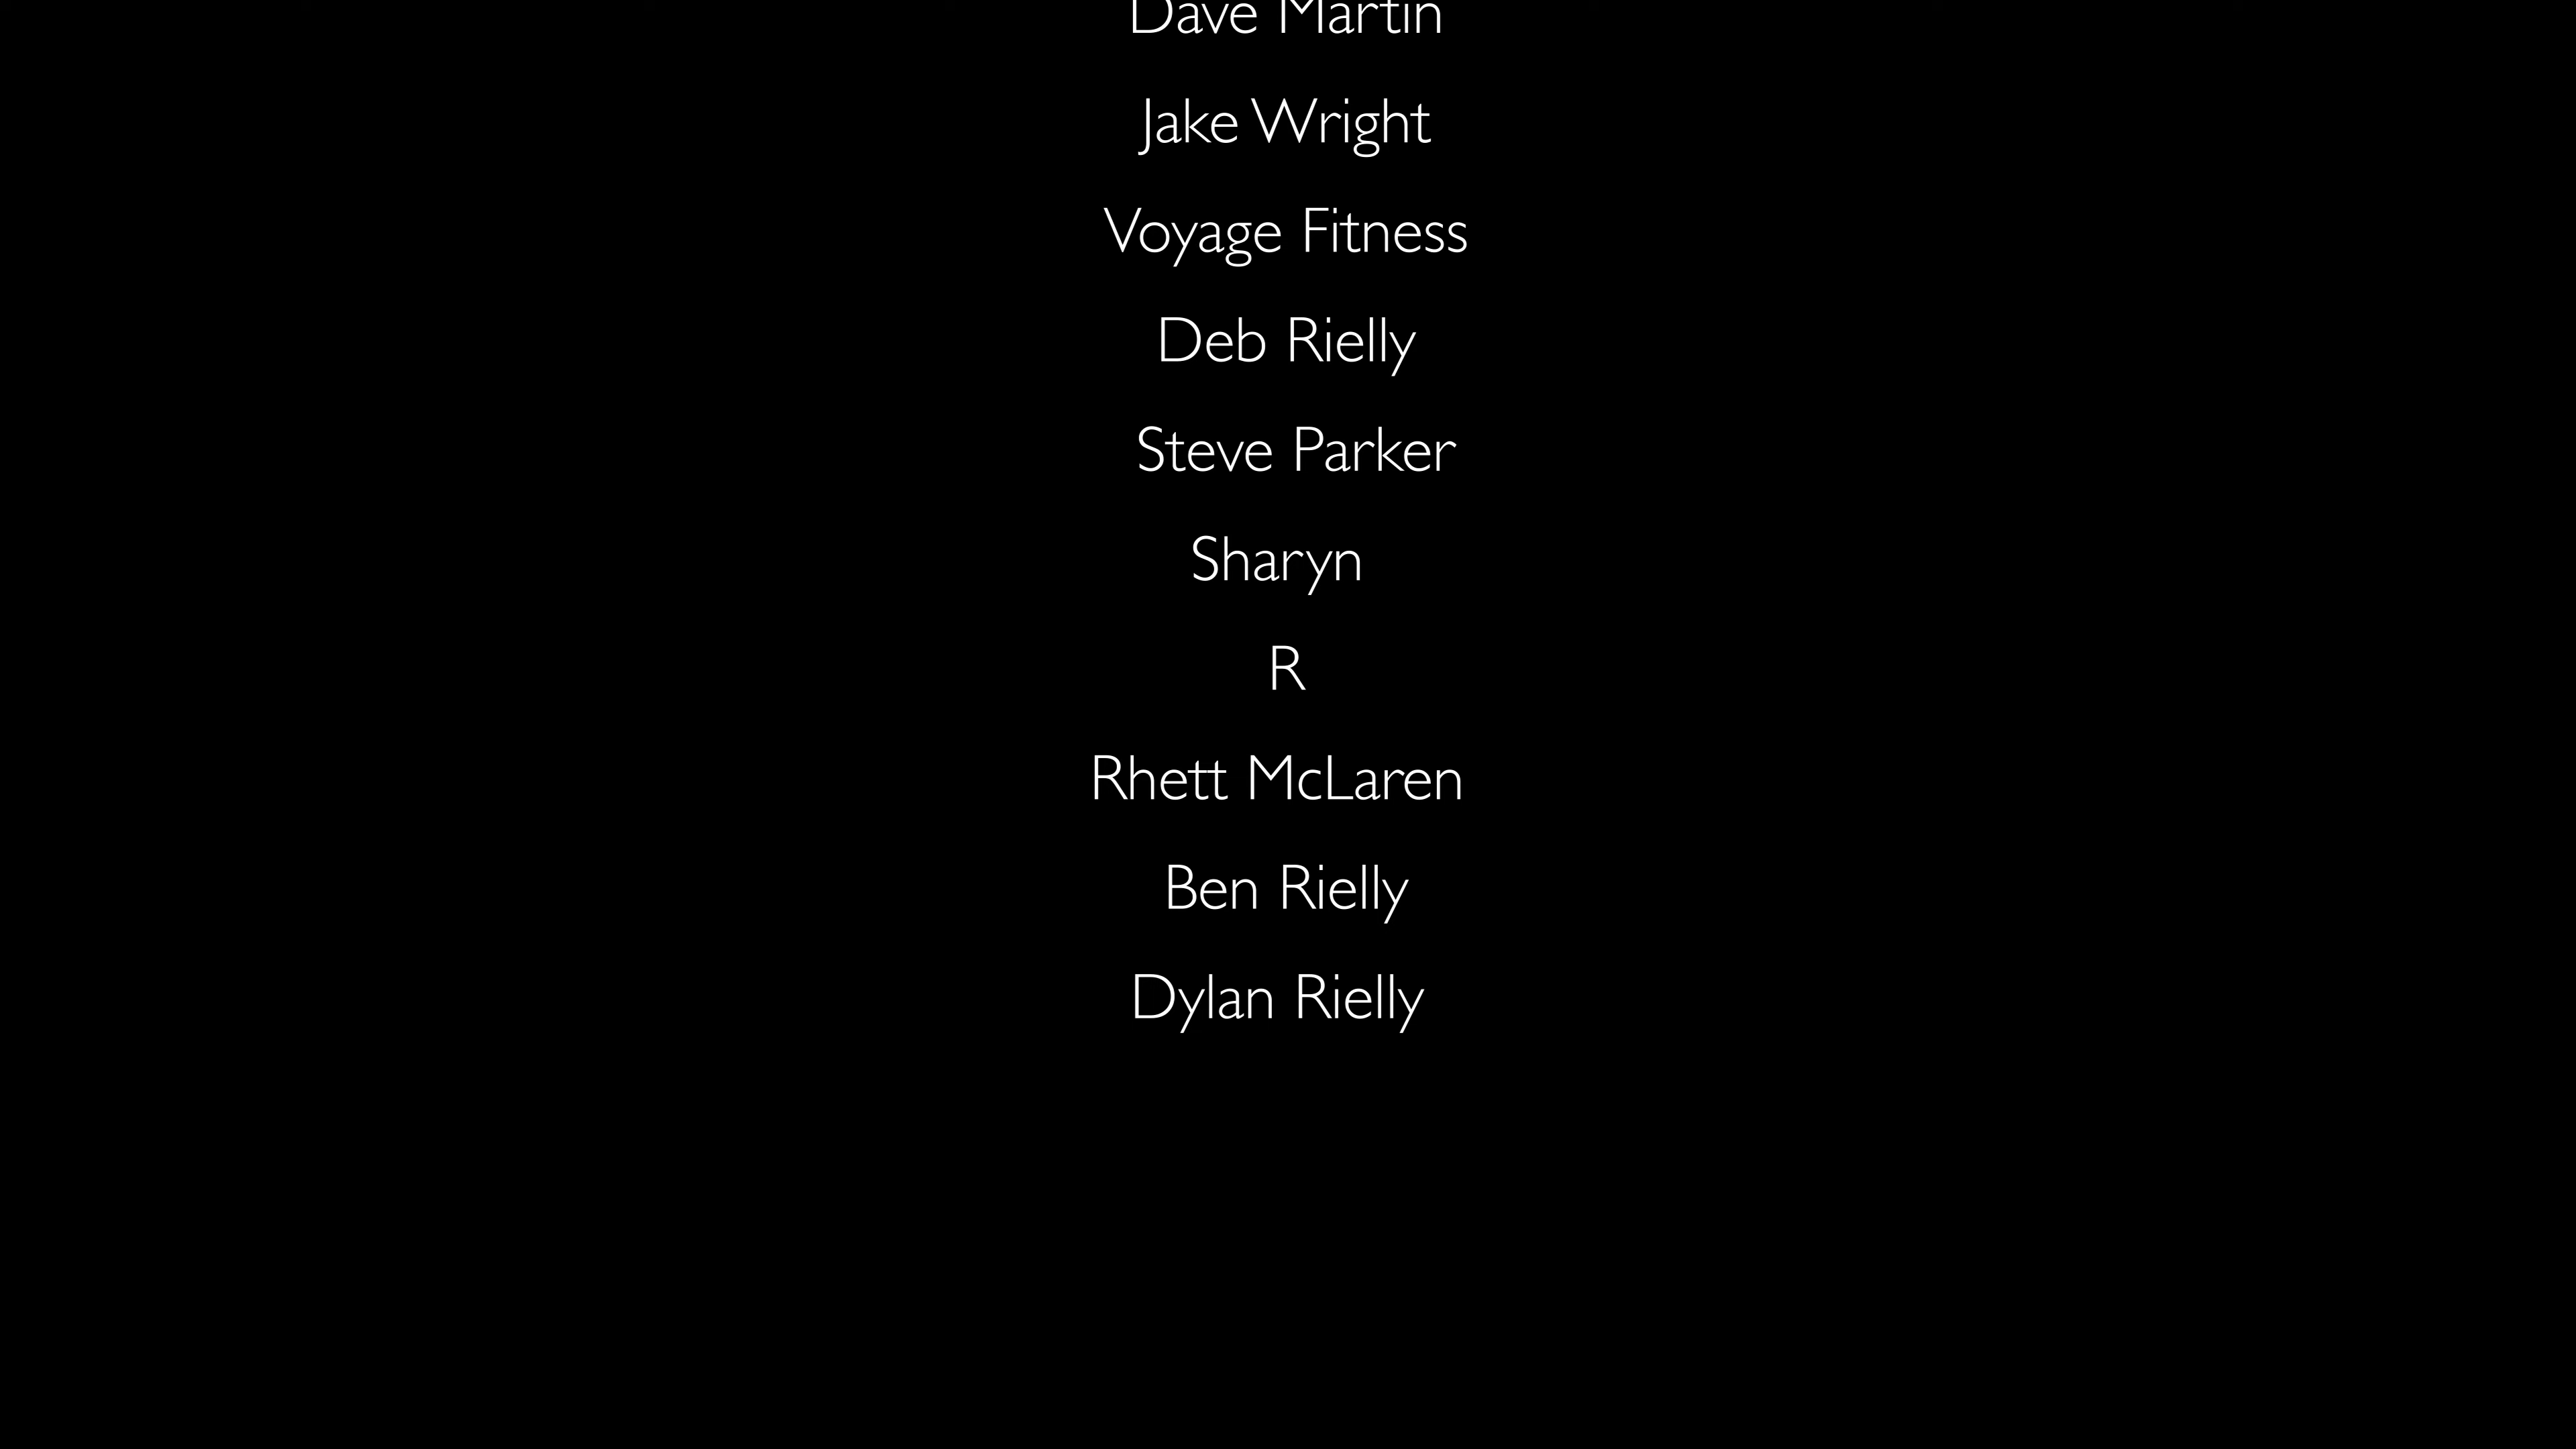 Dave Martin
Jake Wright
Voyage Fitness
Deb Rielly
Steve Parker
Sharyn
R
Rhett McLaren
Ben Rielly
Dylan Rielly